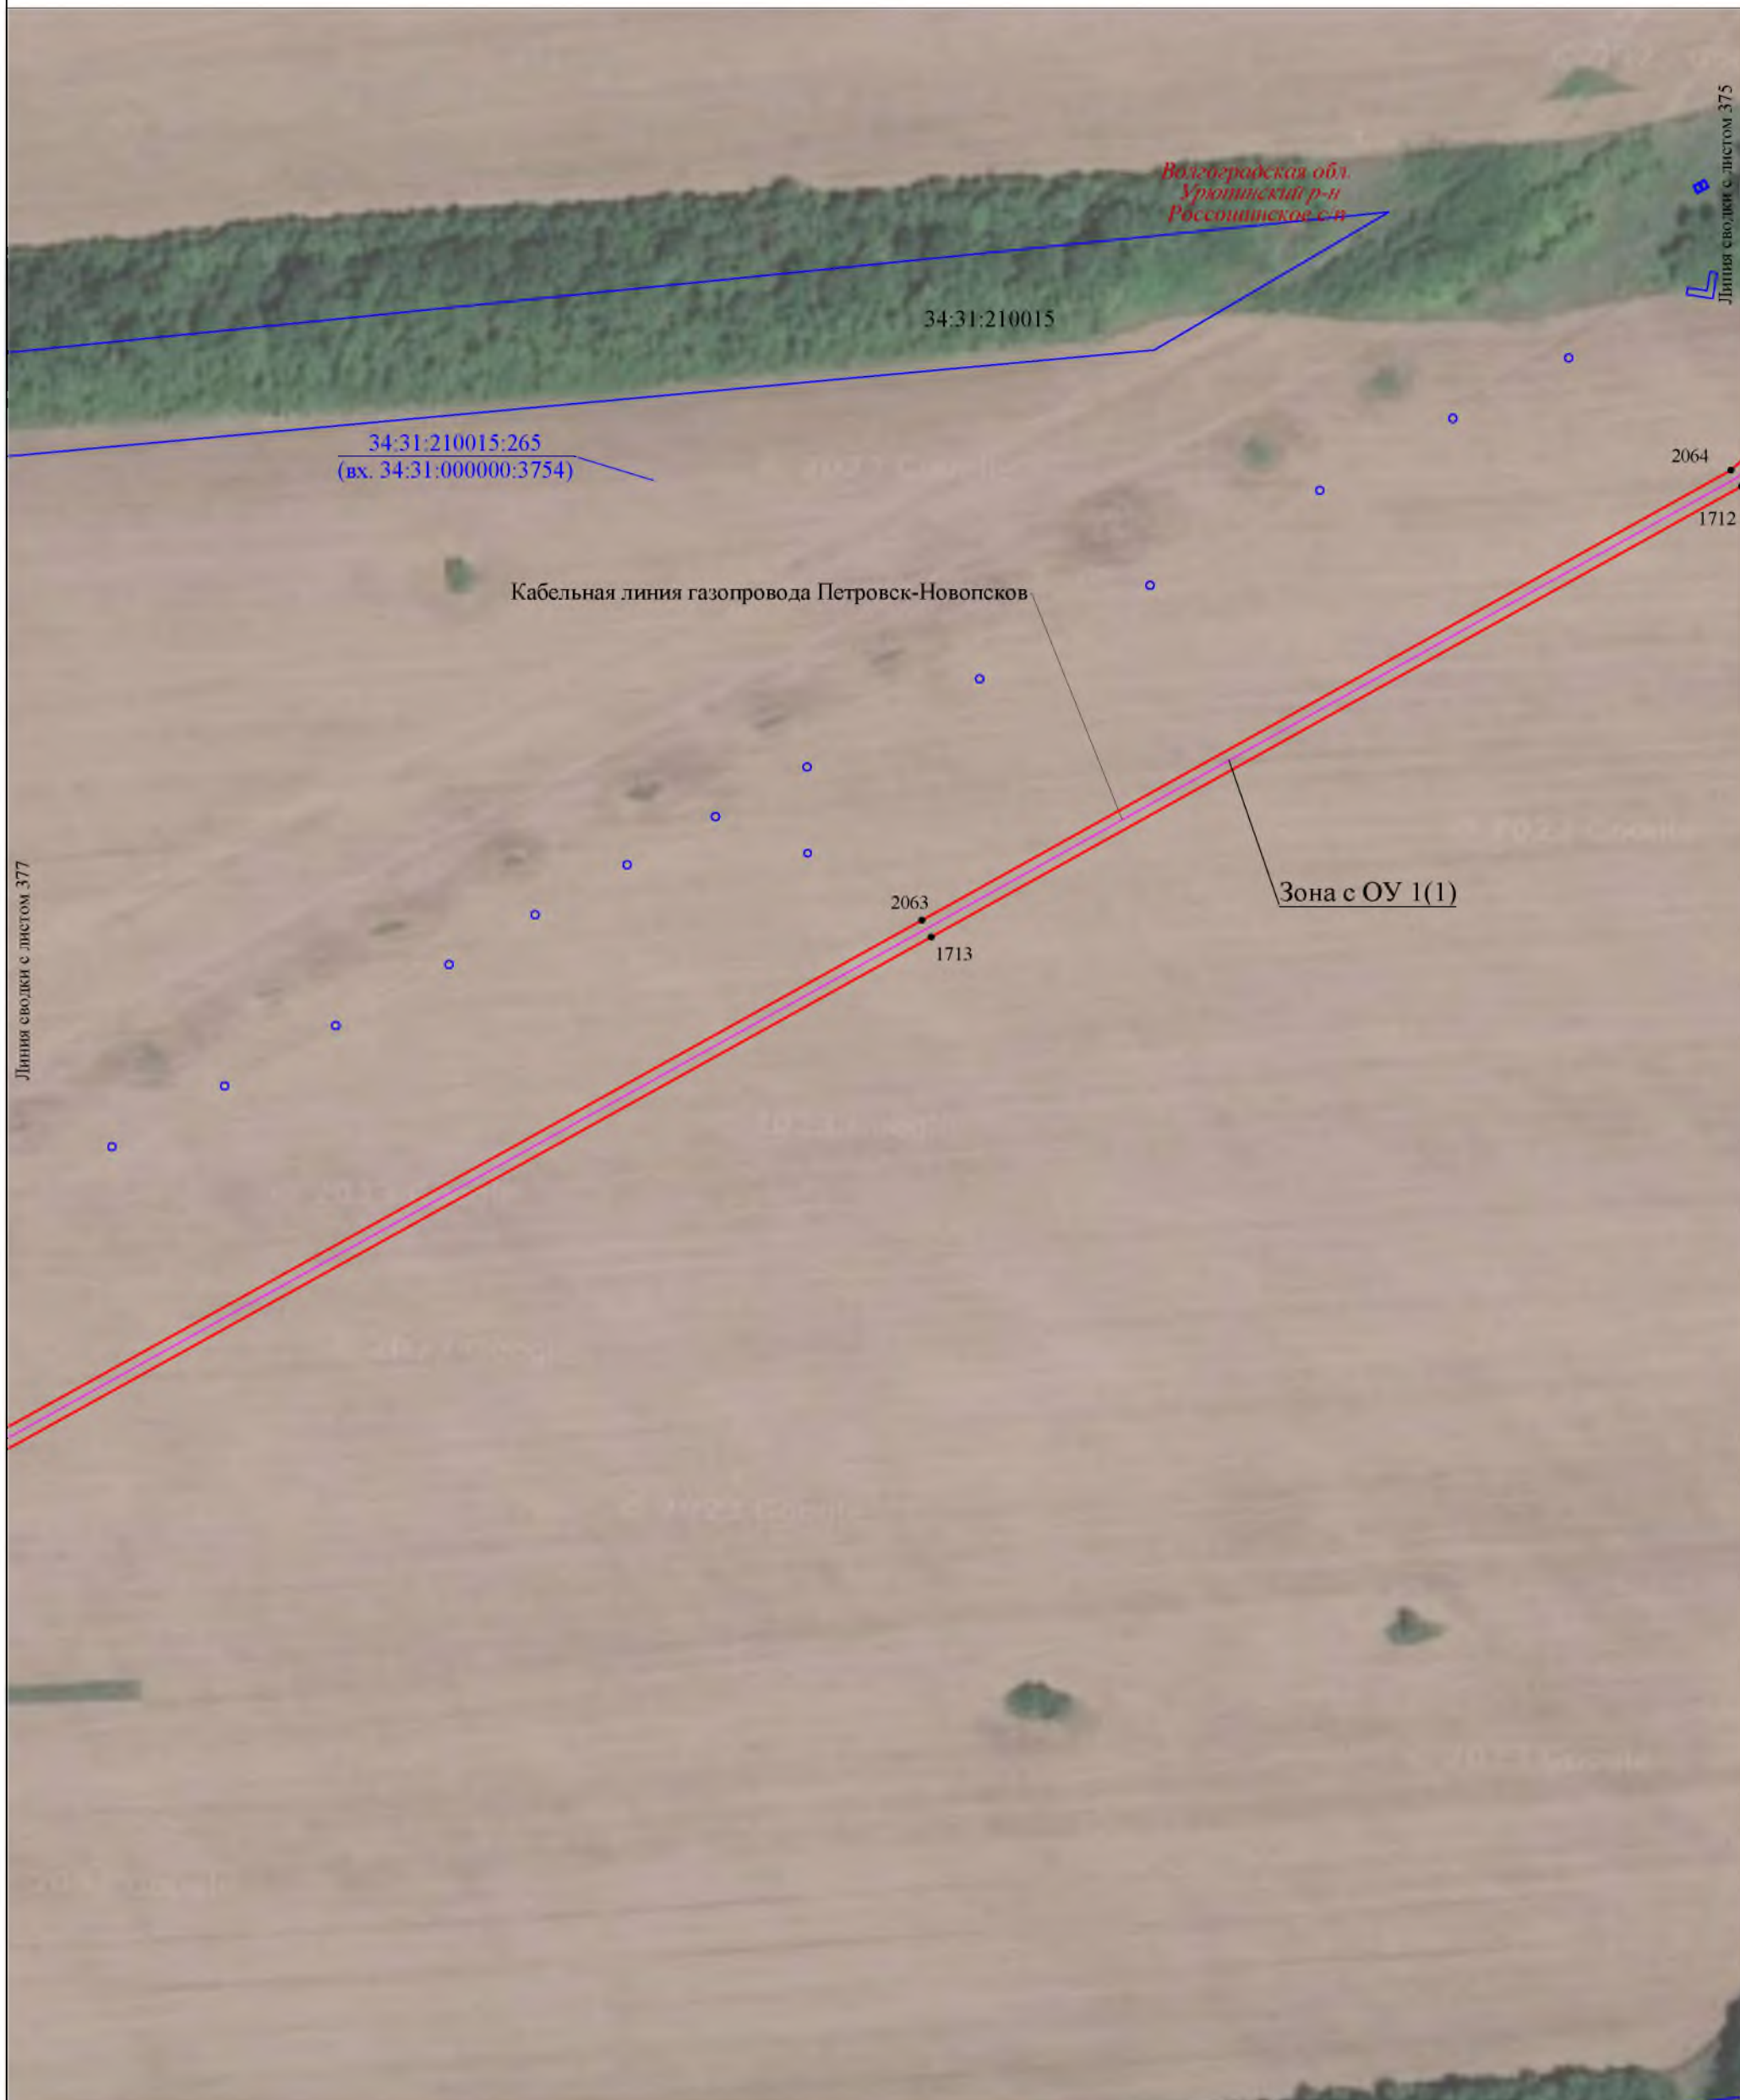 Линия сводки с листом 375
Волгоградская обл.
Урюпинский р-н
Россошинское с-п
34:31:210015
34:31:210015:265
(вх. 34:31:000000:3754)
2064
1712
Кабельная линия газопровода Петровск-Новопсков
Зона с ОУ 1(1)
2063
1713
Линия сводки с листом 377